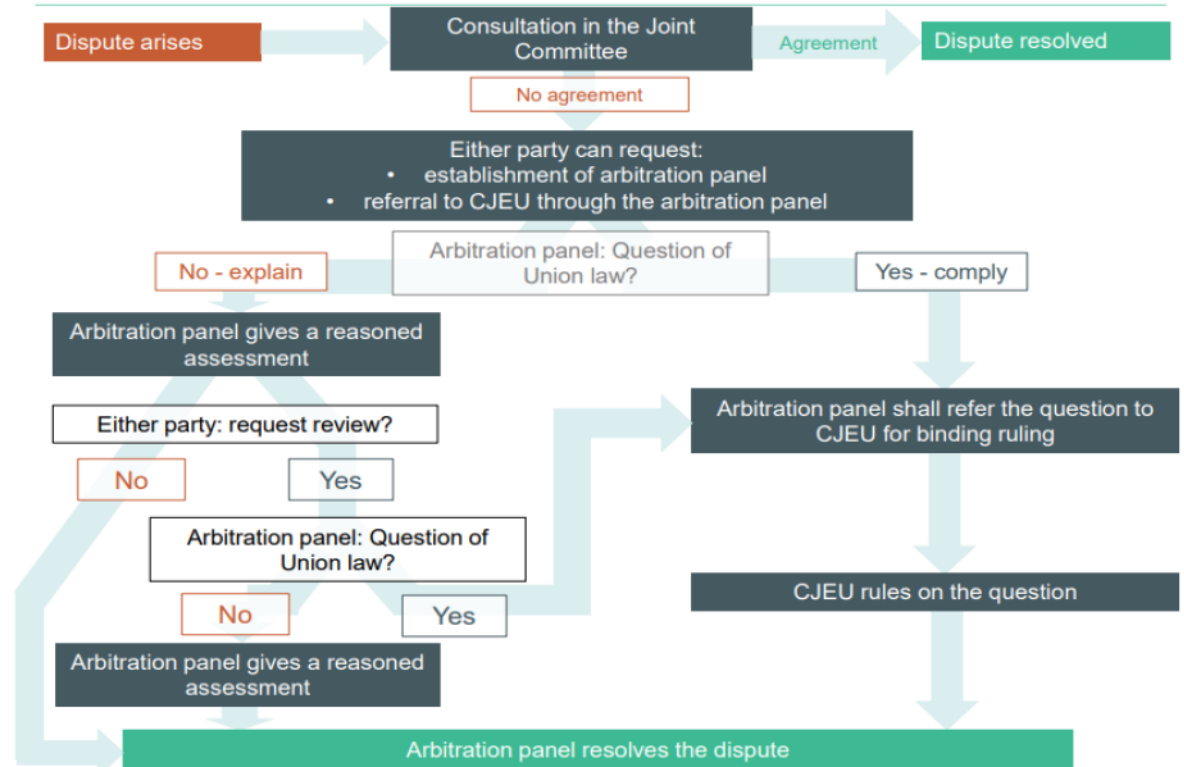 Dispute arises
Consultation in the Joint
Committee
Agreement
Dispute resolved
No agreement
Either party can request:
• establishment of arbitration panel
• referral to CJEU through the arbitration panel
Arbitration panel: Question of
Union law?
No - explain
Yes - comply
Arbitration panel gives a reasoned
assessment
Either party: request review?
No
Yes
Arbitration panel shall refer the question to
CJEU for binding ruling
Arbitration panel: Question of
Union law?
No
Yes
CJEU rules on the question
Arbitration panel gives a reasoned
assessment
Arbitration panel resolves the dispute